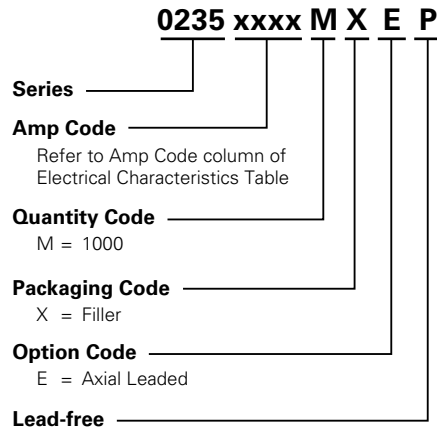 0235 xxxx M X E P
Series
Amp Code
Refer to Amp Code column of
Electrical Characteristics Table
Quantity Code
M = 1000
Packaging Code
X = Filler
Option Code
E = Axial Leaded
Lead-free